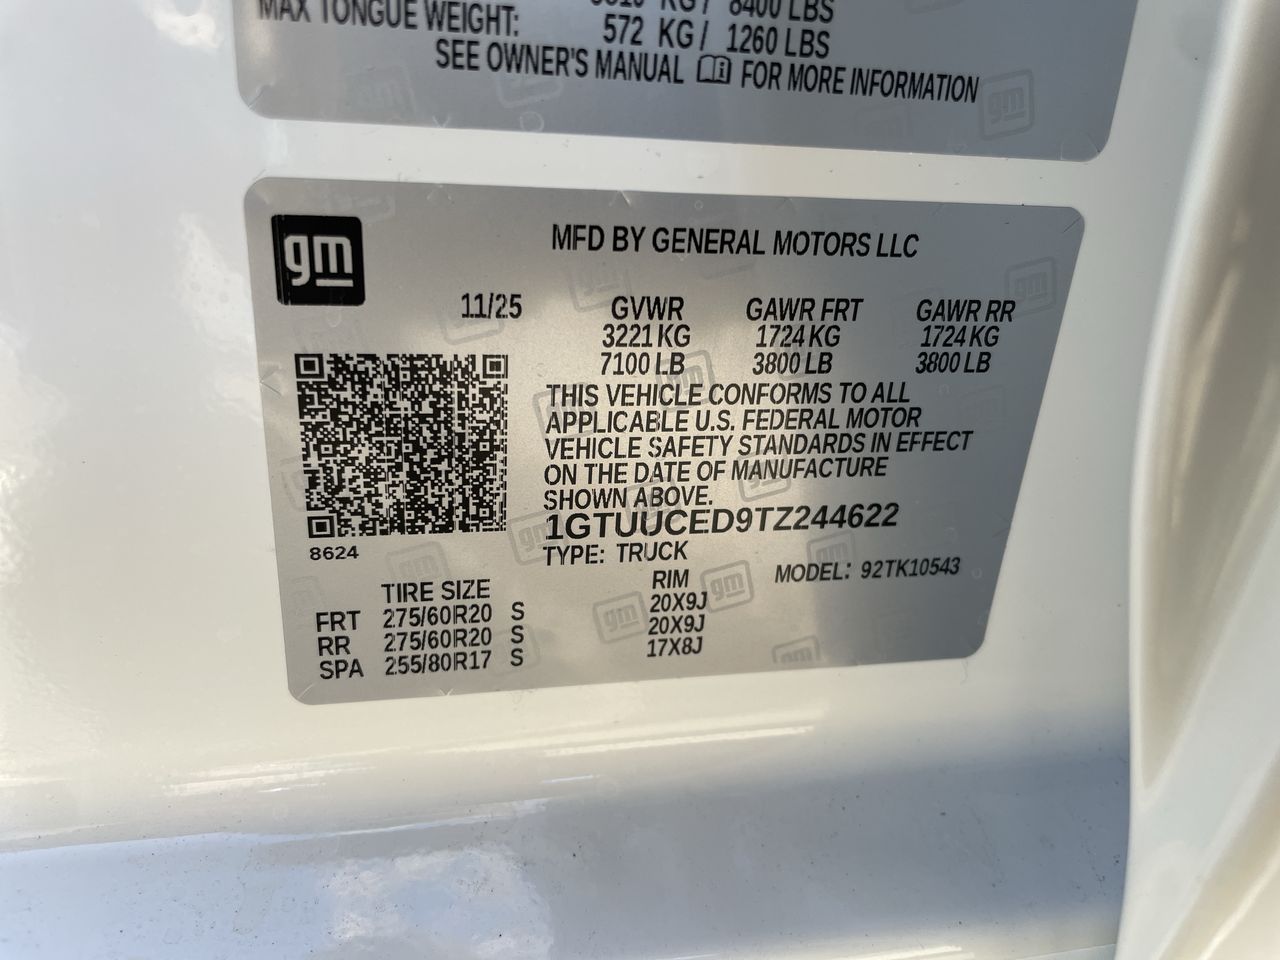 MAX TONGUE WEIGHT: 572 KG / 1260 LBS
KG / 8400 LBS
SEE OWNER'S MANUAL FOR MORE INFORMATION
gm
MFD BY GENERAL MOTORS LLC
11/25 GVWR GAWR FRT GAWR RR
3221 KG 1724 KG 1724 KG
7100 LB 3800 LB 3800 LB
THIS VEHICLE CONFORMS TO ALL
APPLICABLE U.S. FEDERAL MOTOR
VEHICLE SAFETY STANDARDS IN EFFECT
ON THE DATE OF MANUFACTURE
SHOWN ABOVE.
1GTUUCED9TZ244622
8624 TYPE: TRUCK MODEL: 92TK10543
TIRE SIZE RIM
FRT 275/60R20 S 20X9J
RR 275/60R20 S 20X9J
SPA 255/80R17 S 17X8J